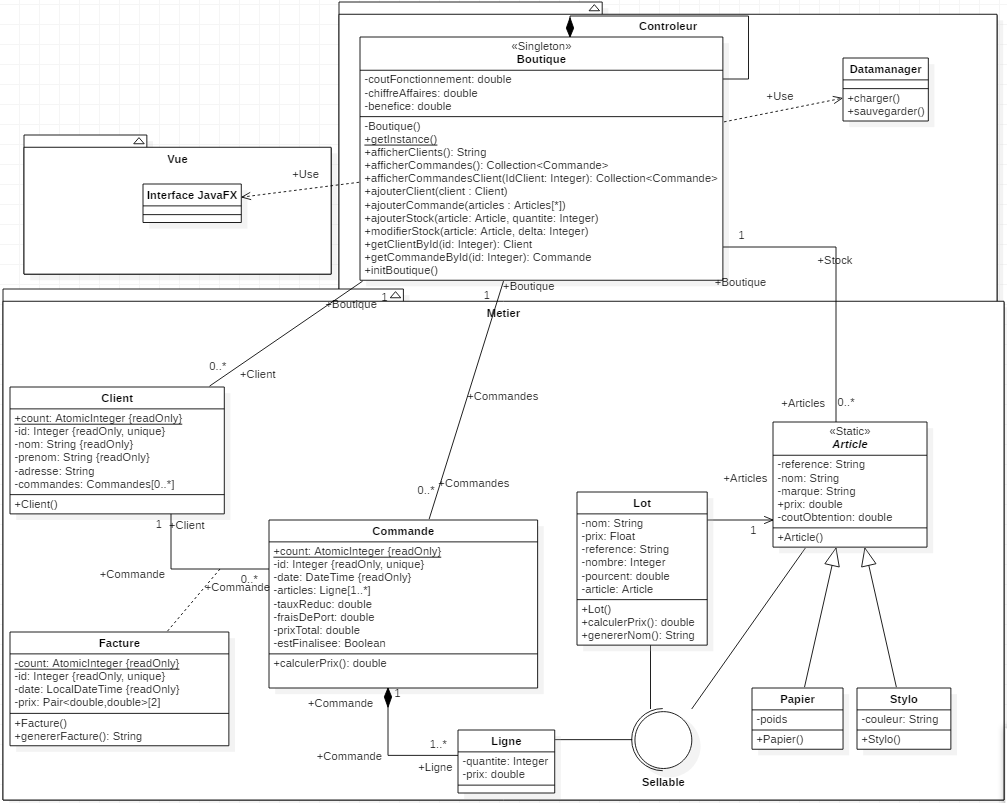 Controleur
«Singleton»
Boutique
-coutFonctionnement: double
-chiffreAffaires: double
-benefice: double
-Boutique()
+getInstance()
+afficherClients(): String
+afficherCommandes(): Collection<Commande>
+afficherCommandesClient(IdClient: Integer): Collection<Commande>
+ajouterClient(client : Client)
+ajouterCommande(articles : Articles[*])
+ajouterStock(article: Article, quantite: Integer)
+modifierStock(article: Article, delta: Integer)
+getClientById(id: Integer): Client
+getCommandeById(id: Integer): Commande
+initBoutique()
Datamanager
+charger()
+sauvegarder()
+Use
Vue
Interface JavaFX
+Use
1
+Stock
+Boutique
+Boutique
1
+Boutique
1
Metier
0..*
+Client
+Commandes
+Articles
0..*
Client
+count: AtomicInteger {readOnly}
-id: Integer {readOnly, unique}
-nom: String {readOnly}
-prenom: String {readOnly}
-adresse: String
-commandes: Commandes[0..*]
+Client()
«Static»
Article
-reference: String
-nom: String
-marque: String
+prix: double
-coutObtention: double
+Article()
+Articles
1
0..*
+Commandes
Lot
-nom: String
-prix: Float
-reference: String
-nombre: Integer
-pourcent: double
-article: Article
+Lot()
+calculerPrix(): double
+genererNom(): String
1
+Client
+Commande
0..*
+Commande
Commande
+count: AtomicInteger {readOnly}
-id: Integer {readOnly, unique}
-date: DateTime {readOnly}
-articles: Ligne[1..*]
-tauxReduc: double
-fraisDePort: double
-prixTotal: double
-estFinalisee: Boolean
+calculerPrix(): double
Facture
-count: AtomicInteger {readOnly}
-id: Integer {readOnly, unique}
-date: LocalDateTime {readOnly}
-prix: Pair<double,double>[2]
+Facture()
+genererFacture(): String
1
+Commande
+Commande
1..*
+Ligne
Ligne
-quantite: Integer
-prix: double
Sellable
Papier
-poids
+Papier()
Stylo
-couleur: String
+Stylo()